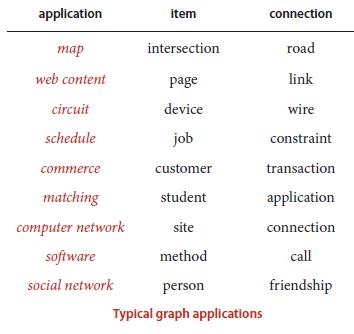 application item connection
map intersection road
web content page link
circuit device wire
schedule job constraint
commerce customer transaction
matching student application
computer network site connection
software method call
social network person friendship
Typical graph applications